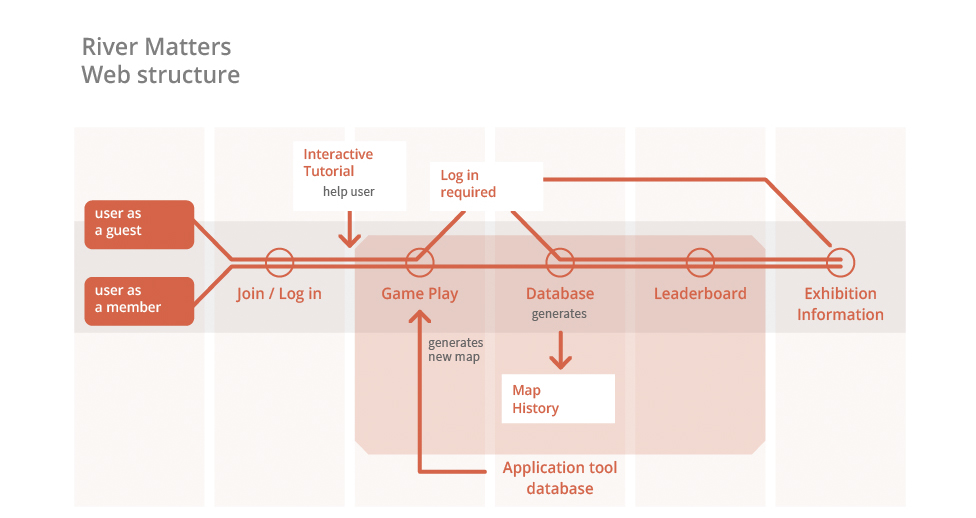 River Matters
Web structure
Interactive
Tutorial
help user
Log in
required
user as
a guest
user as
a member
Join / Log in
Game Play
Database
generates
Leaderboard
Exhibition
Information
generates
new map
Map
History
Application tool
database